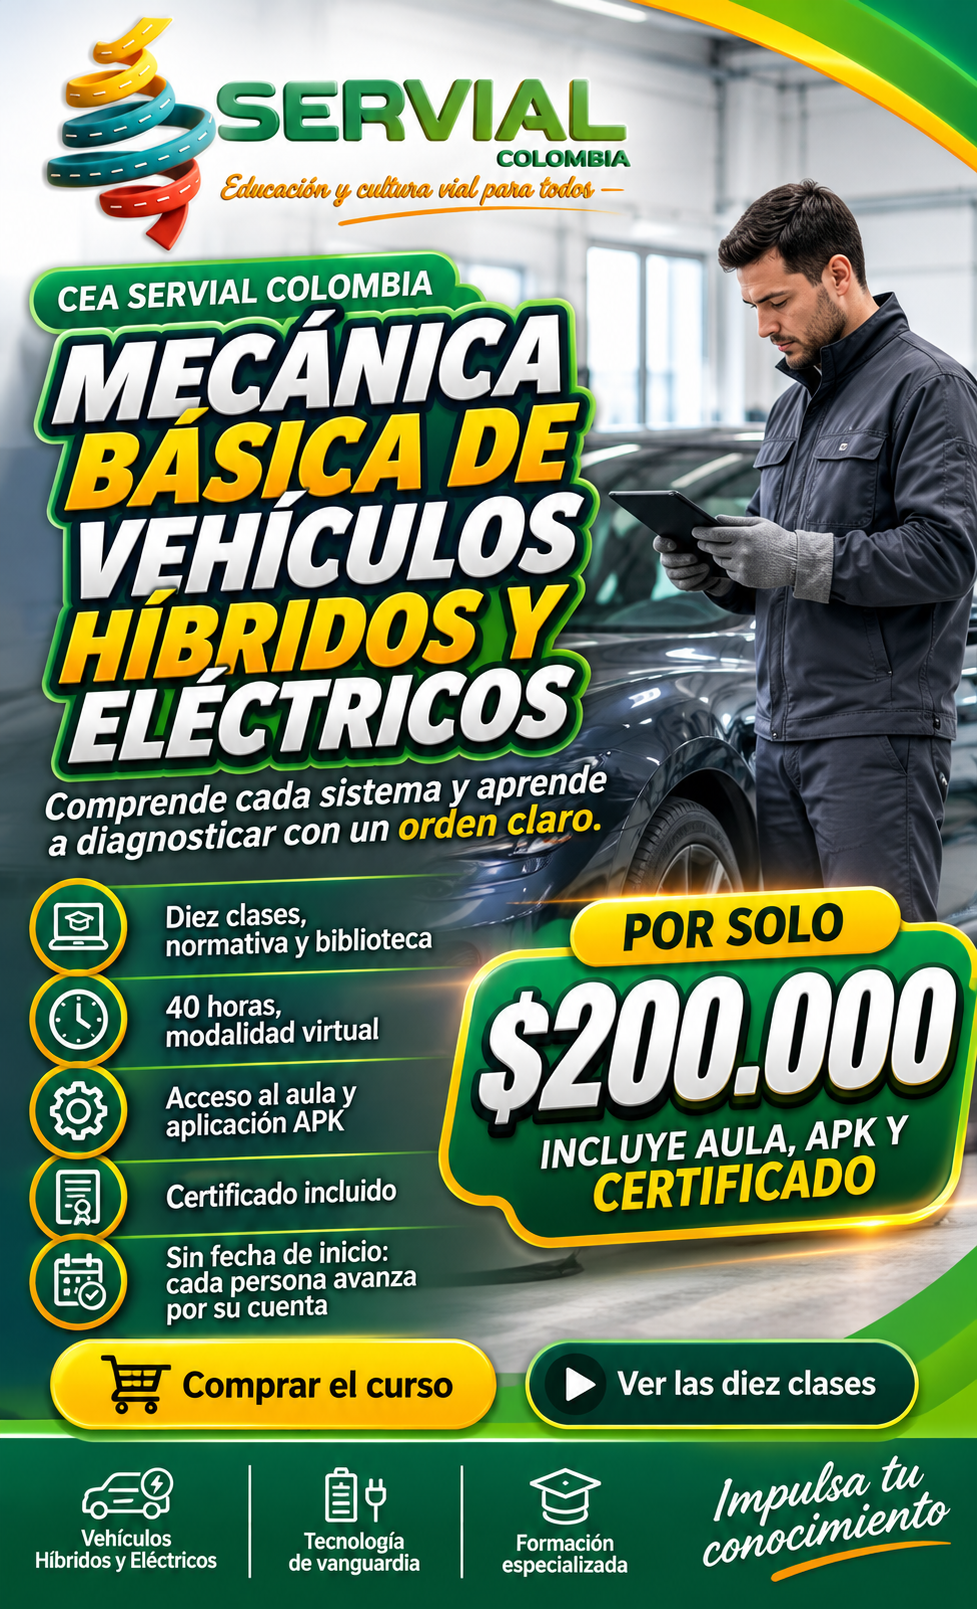 SERVIAL
COLOMBIA
Educación y cultura vial para todos
CEA SERVIAL COLOMBIA
MECÁNICA
BÁSICA DE
VEHÍCULOS
HÍBRIDOS Y
ELÉCTRICOS
Comprende cada sistema y aprende
a diagnosticar con un orden claro.
Diez clases,
normativa y biblioteca
40 horas,
modalidad virtual
Acceso al aula y
aplicación APK
Certificado incluido
Sin fecha de inicio:
cada persona avanza
por su cuenta
POR SOLO
$200.000
INCLUYE AULA, APK Y
CERTIFICADO
Comprar el curso
Ver las diez clases
Vehículos
Híbridos y Eléctricos
Tecnología
de vanguardia
Formación
especializada
Impulsa tu
conocimiento